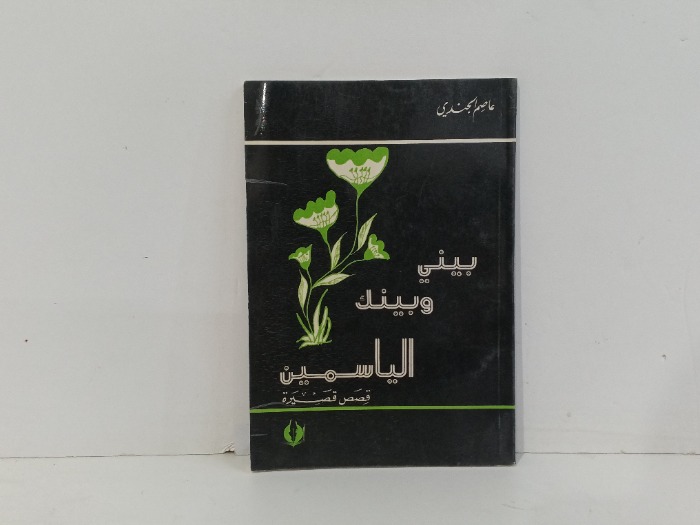 عاصم الجندي
بيني
وبينك
الياسمين
قصص قصيرة